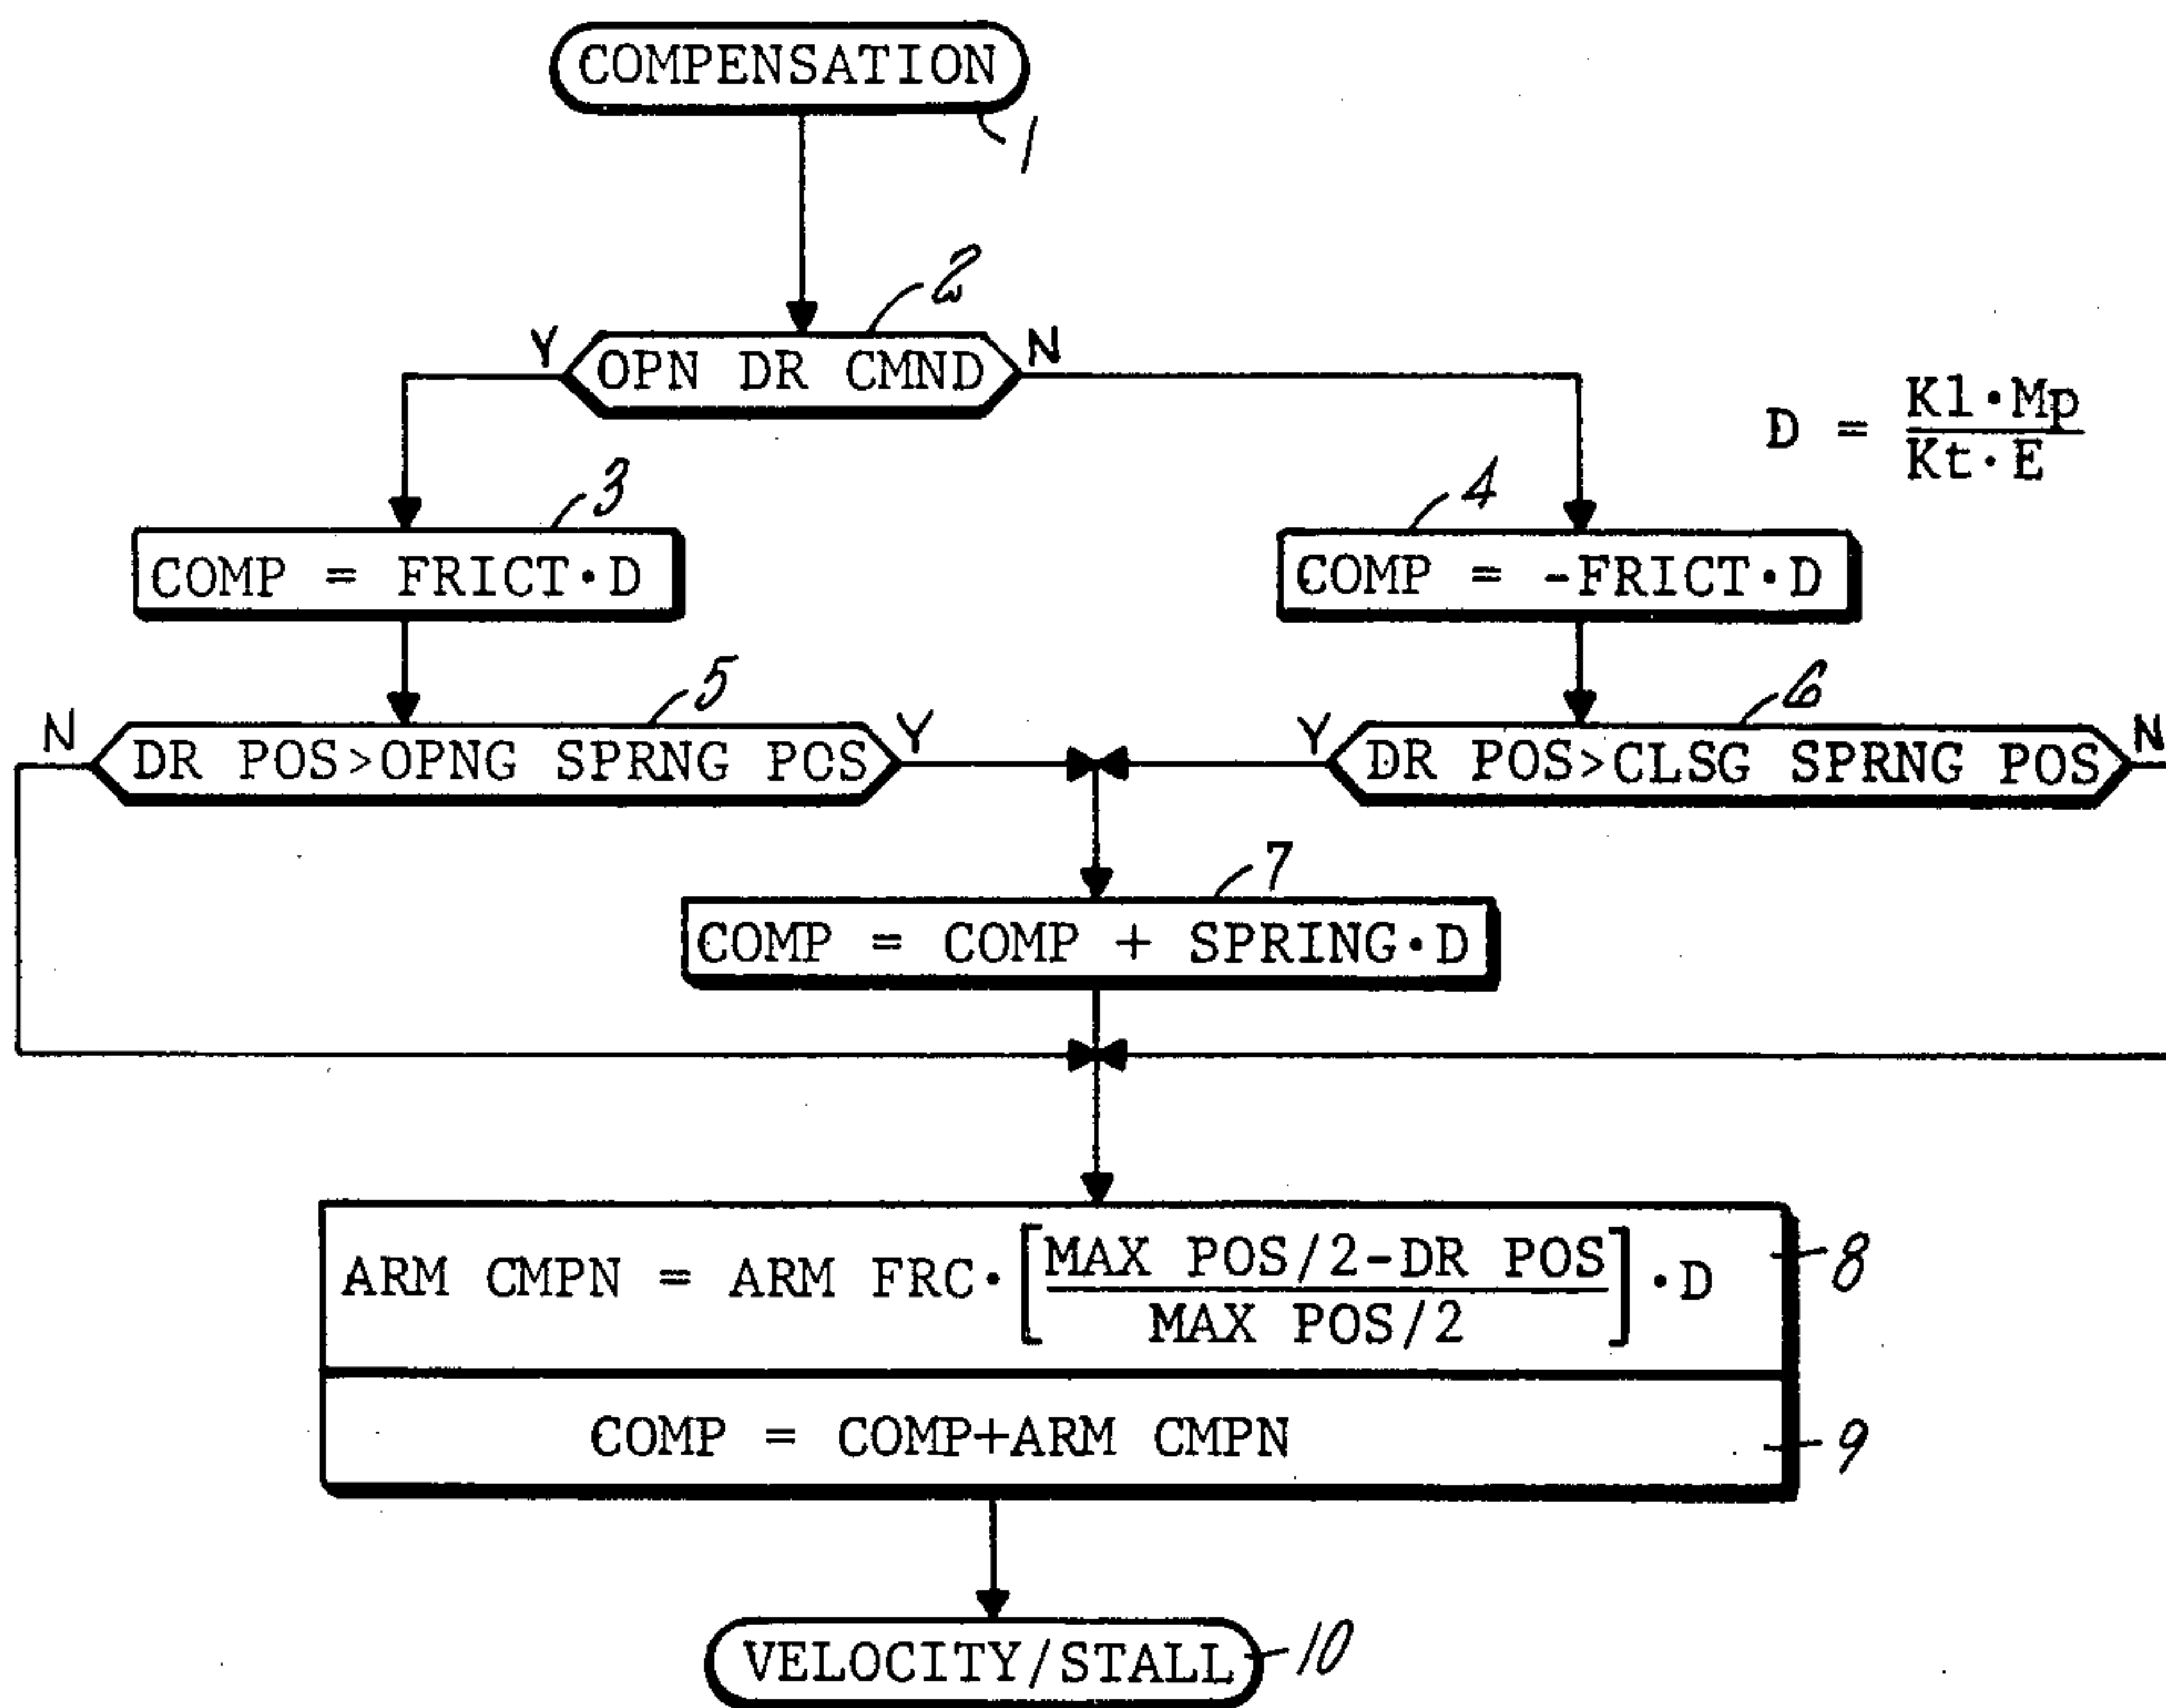 COMPENSATION
1
2
Y
OPN DR CMND
N
D = K1·Mp
Kt·E
3
4
COMP = FRICT·D
COMP = -FRICT·D
5
6
N
DR POS>OPNG SPRNG POS
Y
Y
DR POS>CLSG SPRNG POS
N
7
COMP = COMP + SPRING·D
ARM CMPN = ARM FRC·[MAX POS/2-DR POS
MAX POS/2]·D
8
COMP = COMP+ARM CMPN
9
VELOCITY/STALL
10